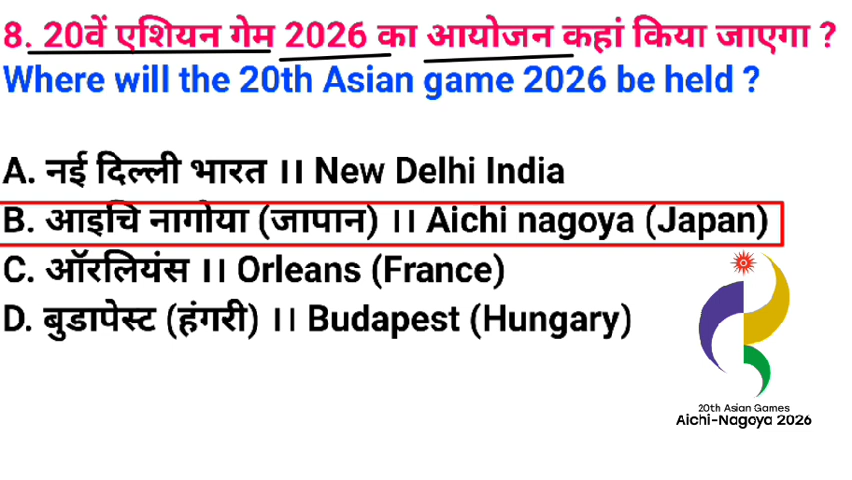 8. 20वें एशियन गेम 2026 का आयोजन कहां किया जाएगा ?
Where will the 20th Asian game 2026 be held ?
A. नई दिल्ली भारत ।। New Delhi India
B. आइचि नागोया (जापान) ।। Aichi nagoya (Japan)
C. ऑरलियंस ।। Orleans (France)
D. बुडापेस्ट (हंगरी) ।। Budapest (Hungary)
20th Asian Games
Aichi-Nagoya 2026